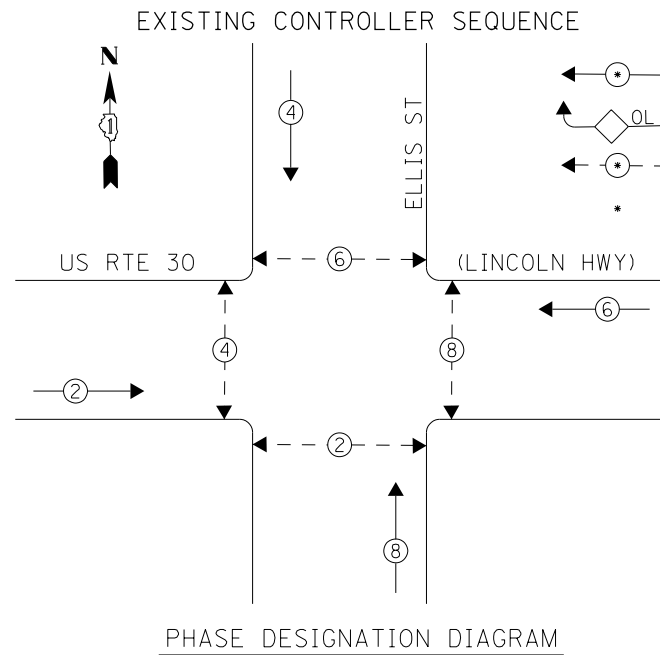 EXISTING CONTROLLER SEQUENCE
N
1
4
ELLIS ST
*
OL
*
*
US RTE 30
6
(LINCOLN HWY)
6
4
8
2
2
8
PHASE DESIGNATION DIAGRAM